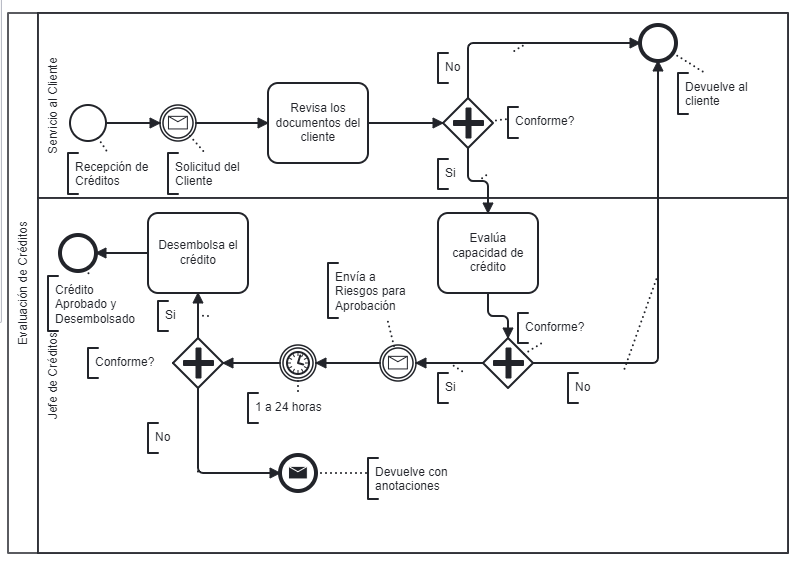 Evaluación de Créditos
Servicio al Cliente
Recepción de
Créditos
Solicitud del
Cliente
Revisa los
documentos del
cliente
No
Conforme?
Si
Devuelve al
cliente
Jefe de Créditos
Crédito
Aprobado y
Desembolsado
Desembolsa el
crédito
Si
Conforme?
No
1 a 24 horas
Envía a
Riesgos para
Aprobación
Evalúa
capacidad de
crédito
Conforme?
Si
No
Devuelve con
anotaciones